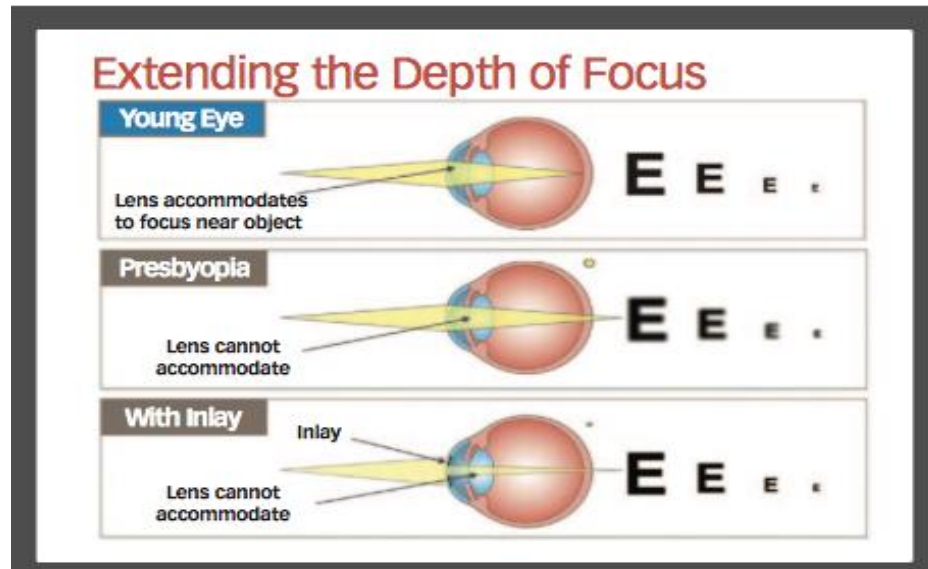 Extending the Depth of Focus
Young Eye
Lens accommodates
to focus near object
E E E E
Presbyopia
Lens cannot
accommodate
E E E E
With Inlay
Inlay
Lens cannot
accommodate
E E E E